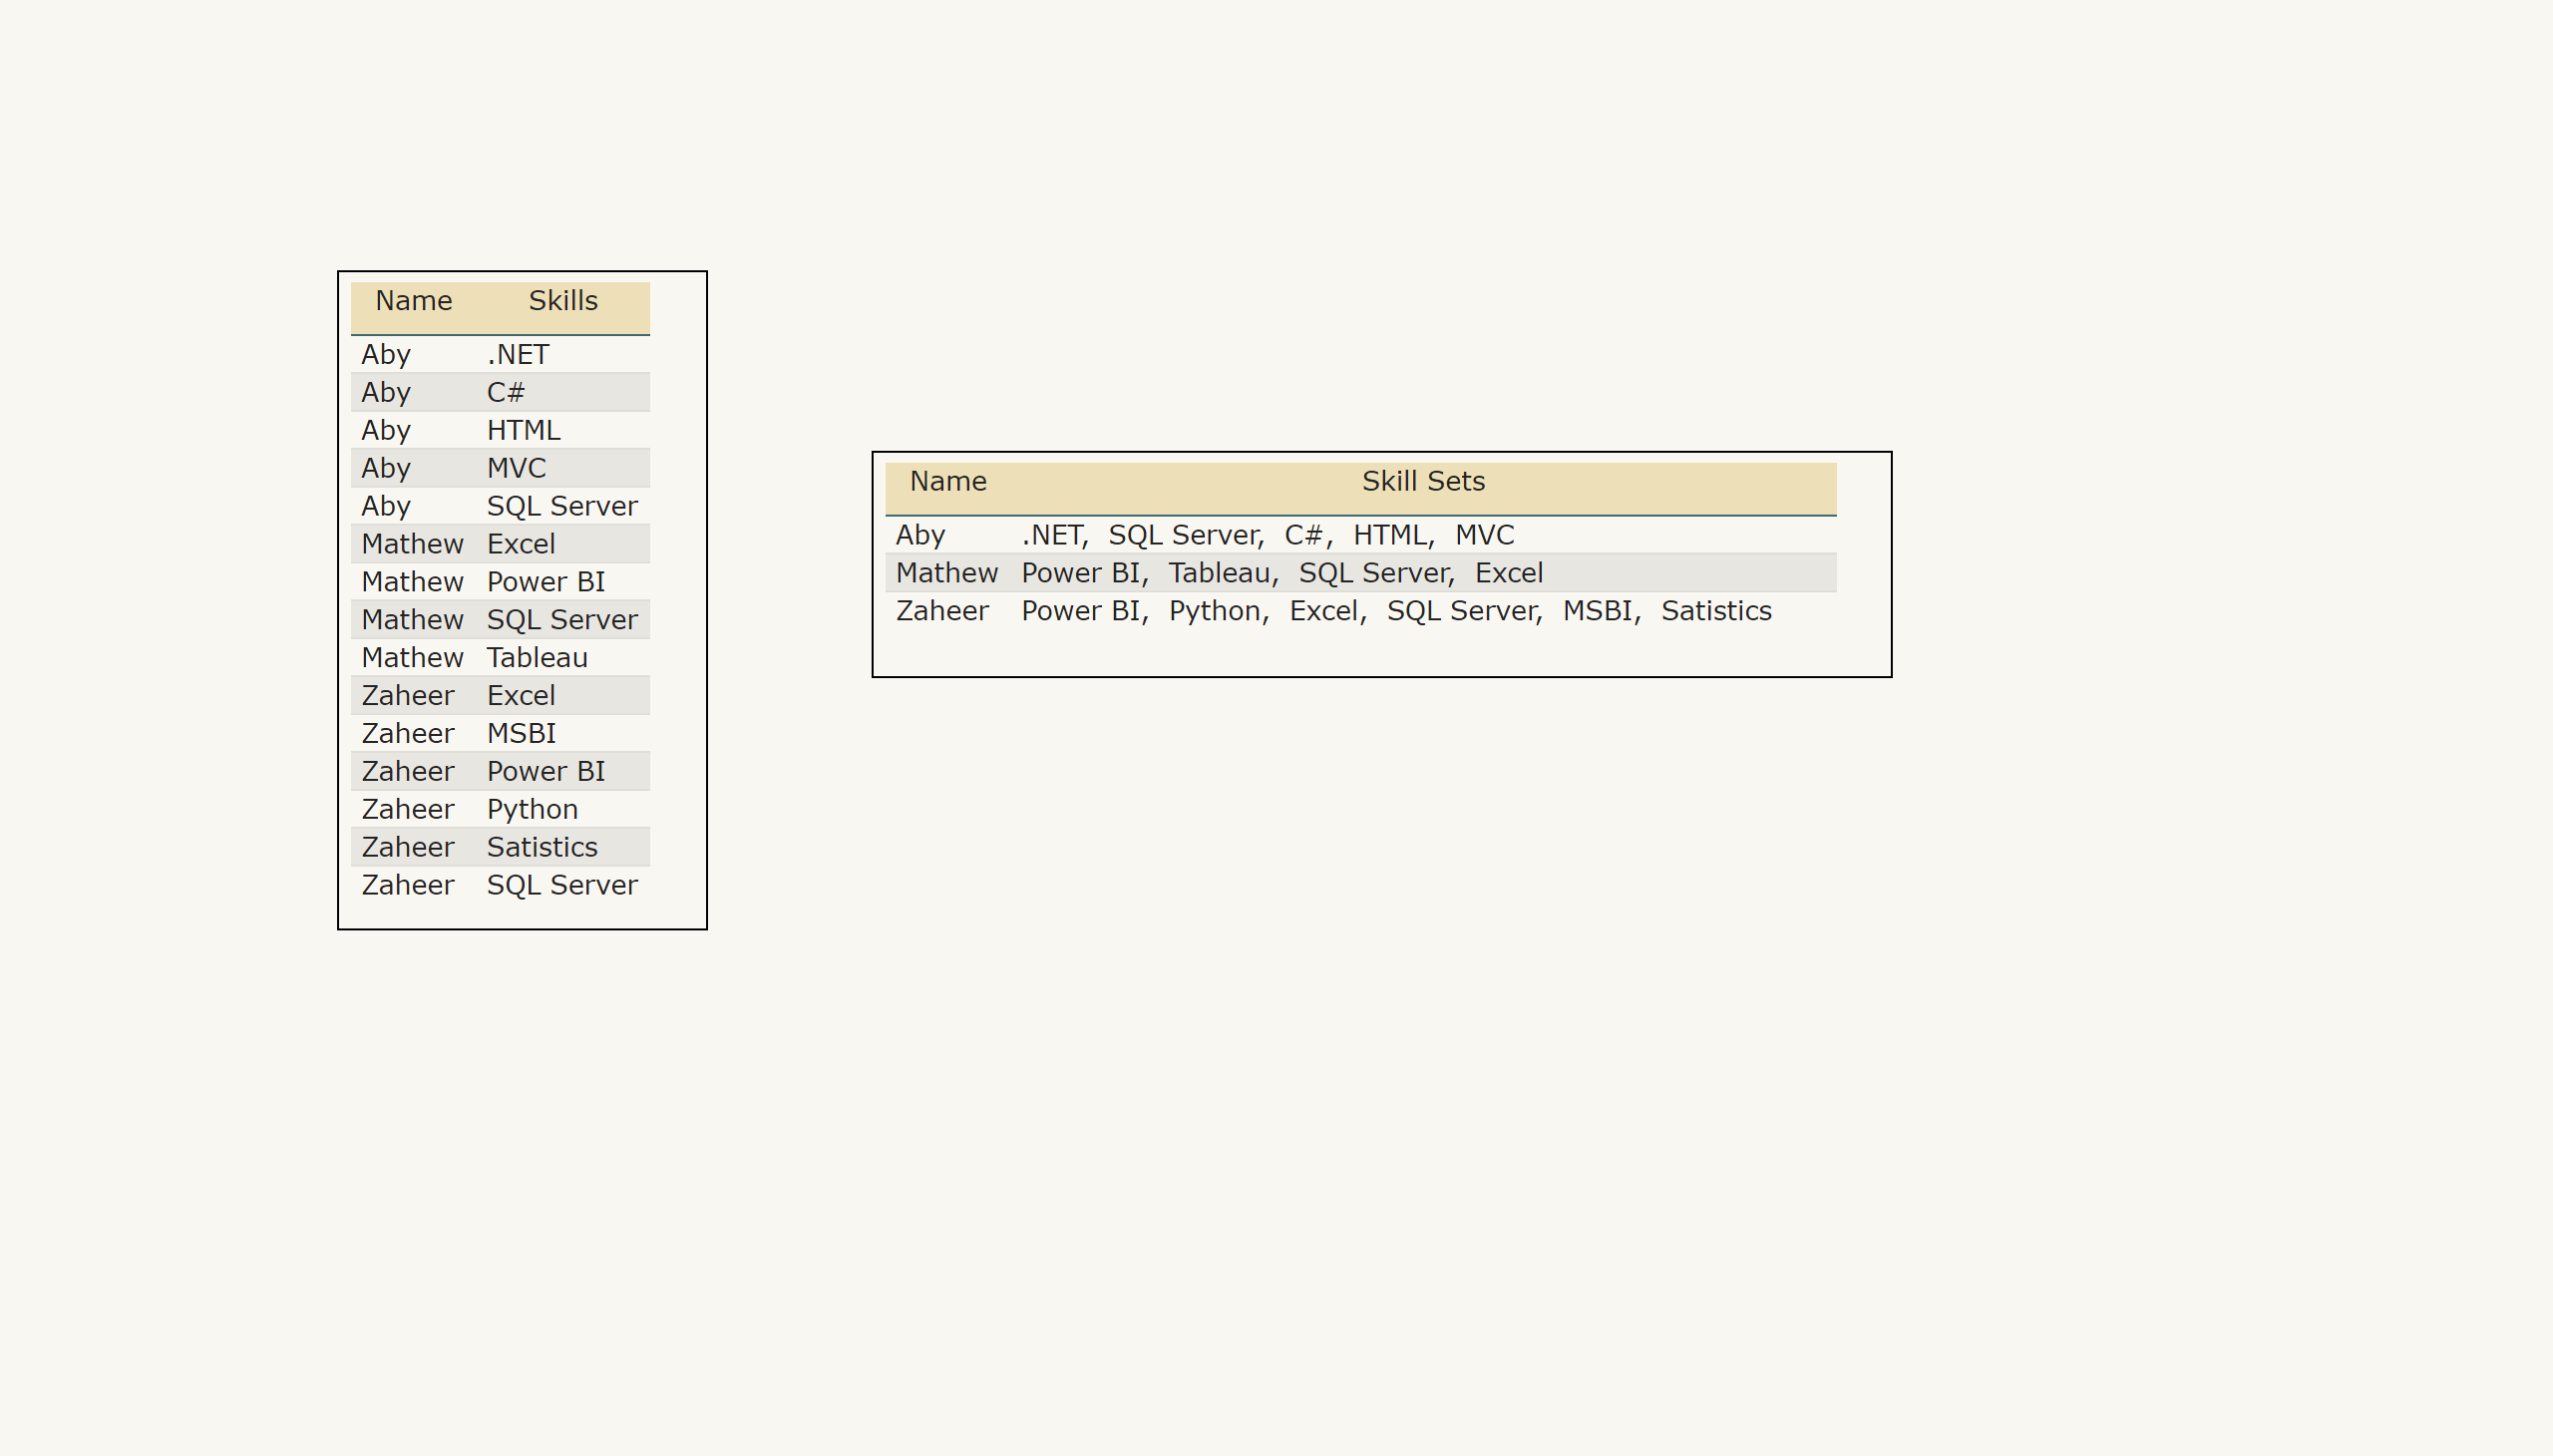 Name Skills
Aby .NET
Aby C#
Aby HTML
Aby MVC
Aby SQL Server
Mathew Excel
Mathew Power BI
Mathew SQL Server
Mathew Tableau
Zaheer Excel
Zaheer MSBI
Zaheer Power BI
Zaheer Python
Zaheer Satistics
Zaheer SQL Server
Name Skill Sets
Aby .NET, SQL Server, C#, HTML, MVC
Mathew Power BI, Tableau, SQL Server, Excel
Zaheer Power BI, Python, Excel, SQL Server, MSBI, Satistics